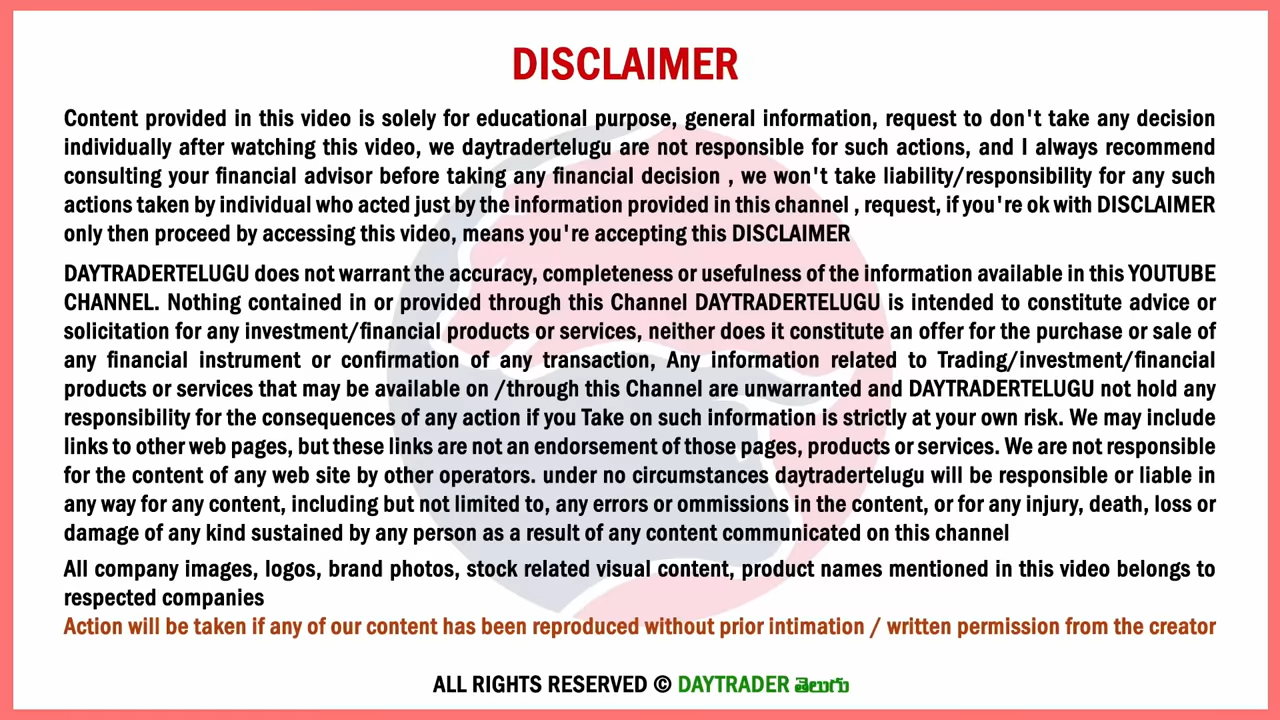 DISCLAIMER
Content provided in this video is solely for educational purpose, general information, request to don't take any decision
individually after watching this video, we daytradertelugu are not responsible for such actions, and I always recommend
consulting your financial advisor before taking any financial decision , we won't take liability/responsibility for any such
actions taken by individual who acted just by the information provided in this channel , request, if you're ok with DISCLAIMER
only then proceed by accessing this video, means you're accepting this DISCLAIMER
DAYTRADERTELUGU does not warrant the accuracy, completeness or usefulness of the information available in this YOUTUBE
CHANNEL. Nothing contained in or provided through this Channel DAYTRADERTELUGU is intended to constitute advice or
solicitation for any investment/financial products or services, neither does it constitute an offer for the purchase or sale of
any financial instrument or confirmation of any transaction, Any information related to Trading/investment/financial
products or services that may be available on /through this Channel are unwarranted and DAYTRADERTELUGU not hold any
responsibility for the consequences of any action if you Take on such information is strictly at your own risk. We may include
links to other web pages, but these links are not an endorsement of those pages, products or services. We are not responsible
for the content of any web site by other operators. under no circumstances daytradertelugu will be responsible or liable in
any way for any content, including but not limited to, any errors or ommissions in the content, or for any injury, death, loss or
damage of any kind sustained by any person as a result of any content communicated on this channel
All company images, logos, brand photos, stock related visual content, product names mentioned in this video belongs to
respected companies
Action will be taken if any of our content has been reproduced without prior intimation / written permission from the creator
ALL RIGHTS RESERVED © DAYTRADER తెలుగు